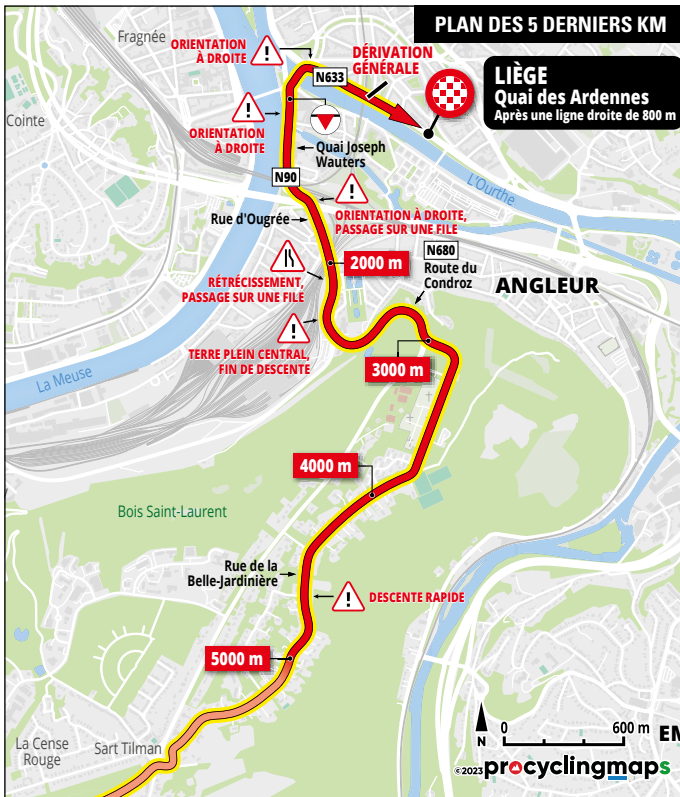 PLAN DES 5 DERNIERS KM
Fragnée
ORIENTATION
À DROITE
DÉRIVATION
GÉNÉRALE
N633
LIÈGE
Quai des Ardennes
Après une ligne droite de 800 m
Cointe
ORIENTATION
À DROITE
Quai Joseph
Wauters
L'Ourthe
N90
Rue d'Ougrée
ORIENTATION À DROITE,
PASSAGE SUR UNE FILE
N680
Route du
Condroz
2000 m
ANGLEUR
RÉTRÉCISSEMENT,
PASSAGE SUR UNE FILE
TERRE PLEIN CENTRAL,
FIN DE DESCENTE
La Meuse
3000 m
4000 m
Bois Saint-Laurent
Rue de la
Belle-Jardinière
DESCENTE RAPIDE
5000 m
La Cense
Rouge
Sart Tilman
N
0
600 m
EM
©2023 procyclingmaps